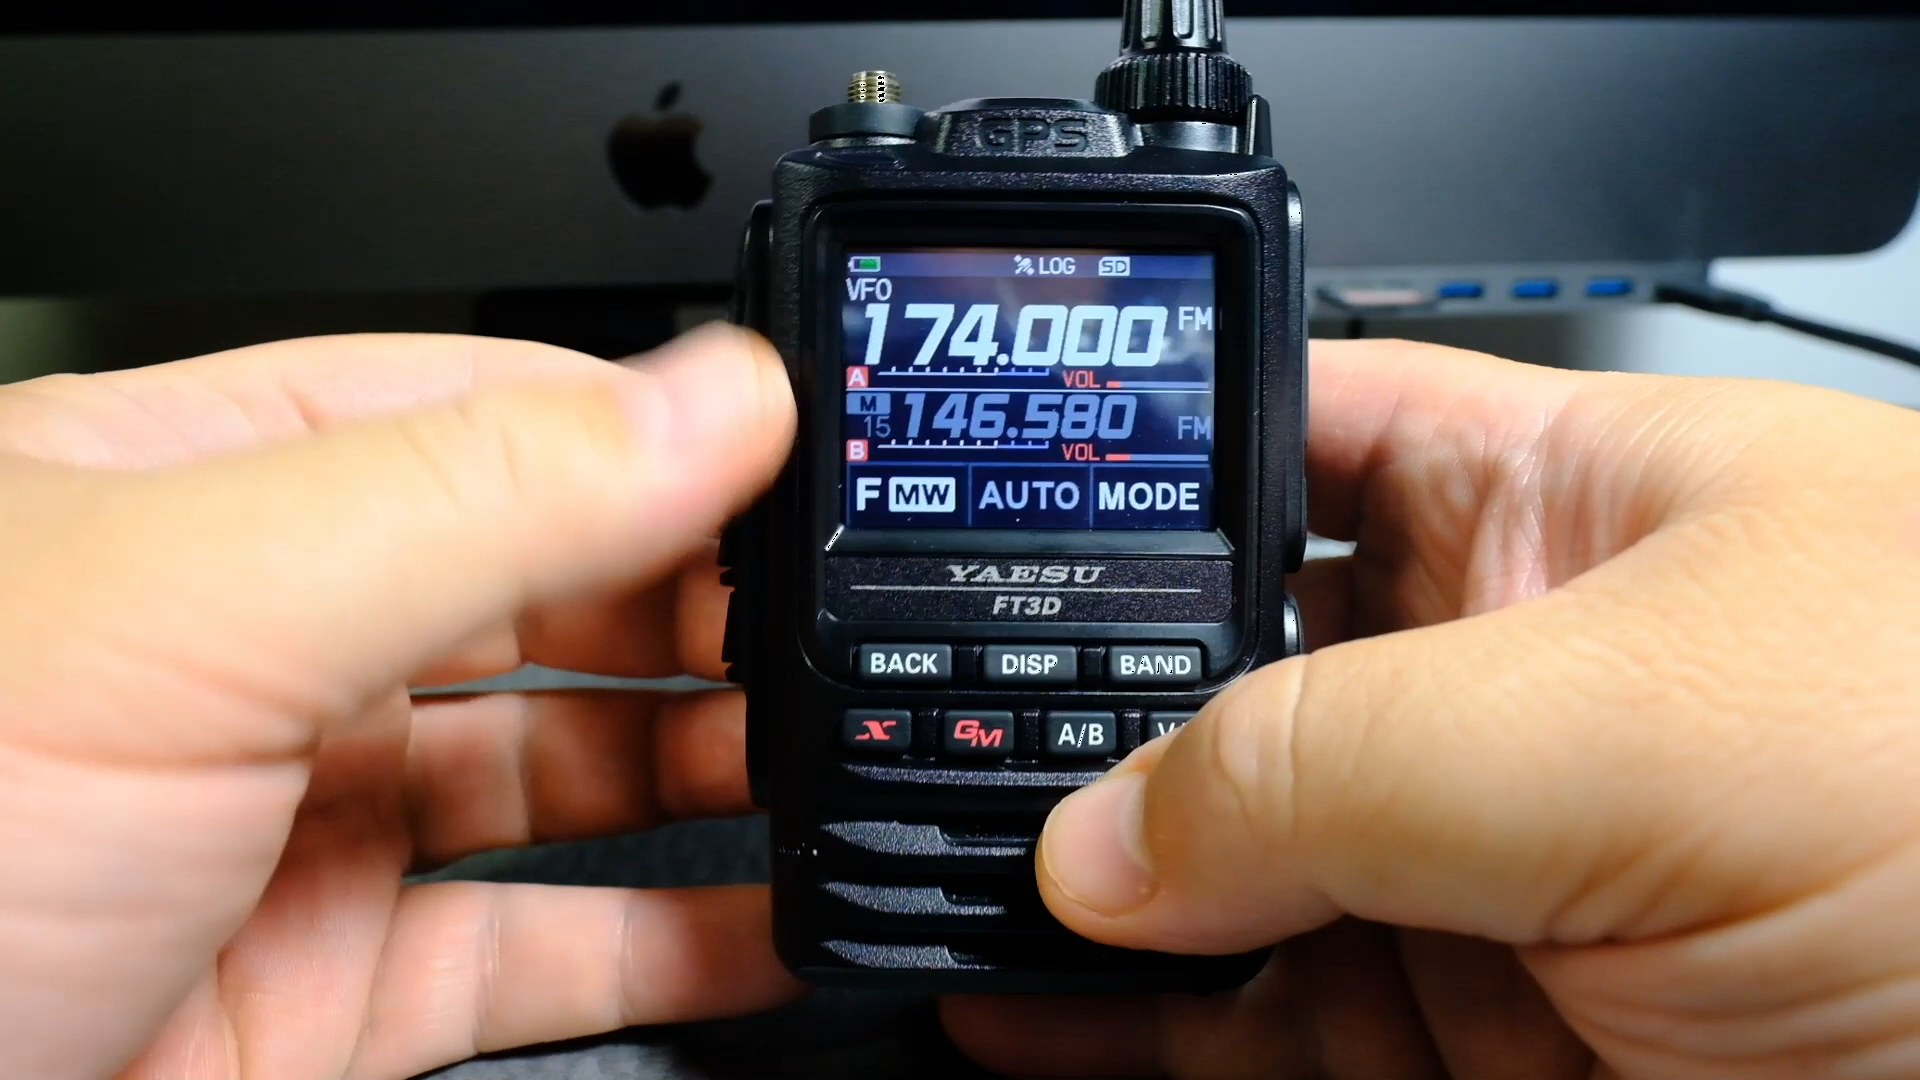 GPS
LOG SD
VFO
174.000 FM
A VOL
M
15 146.580 FM
B VOL
F MW AUTO MODE
YAESU
FT3D
BACK DISP BAND
X GM A/B